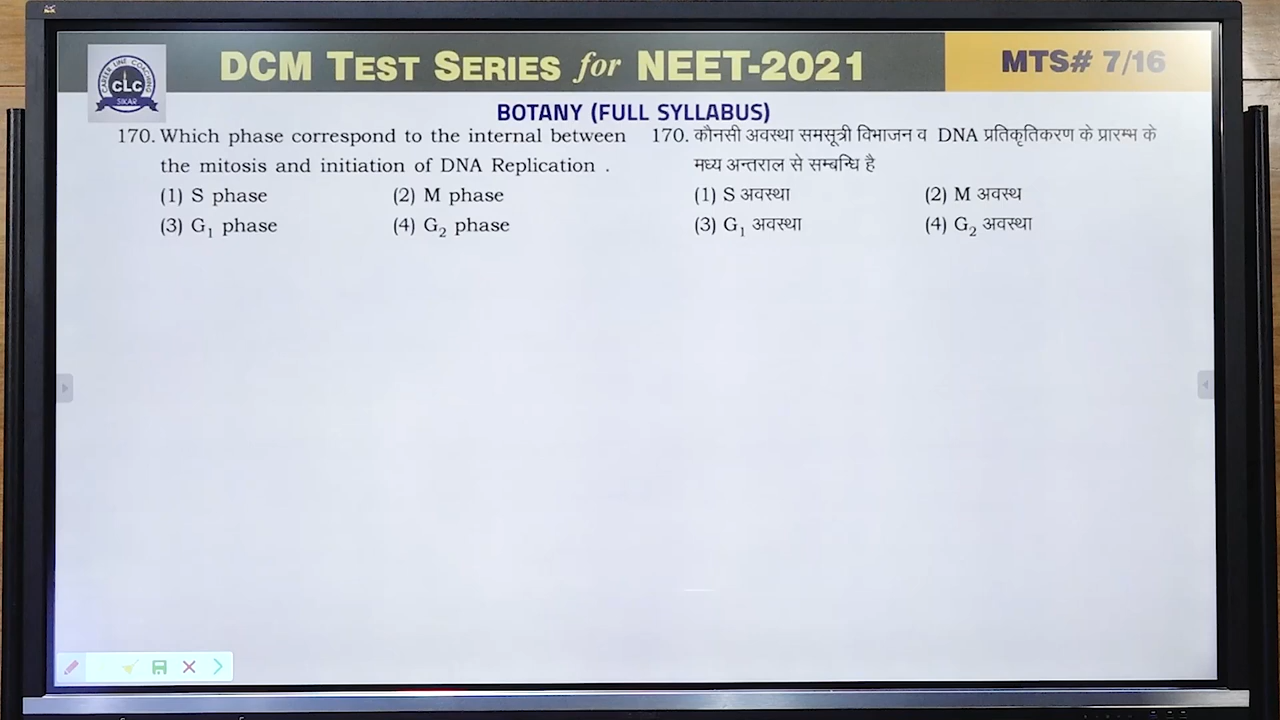 CAREER LINE COACHING
CLC
SIKAR
DCM TEST SERIES for NEET-2021
MTS# 7/16
BOTANY (FULL SYLLABUS)
170. Which phase correspond to the internal between
the mitosis and initiation of DNA Replication .
(1) S phase (2) M phase
(3) G₁ phase (4) G₂ phase
170. कौनसी अवस्था समसूत्री विभाजन व DNA प्रतिकृतिकरण के प्रारम्भ के
मध्य अन्तराल से सम्बन्धि है
(1) S अवस्था (2) M अवस्थ
(3) G₁ अवस्था (4) G₂ अवस्था